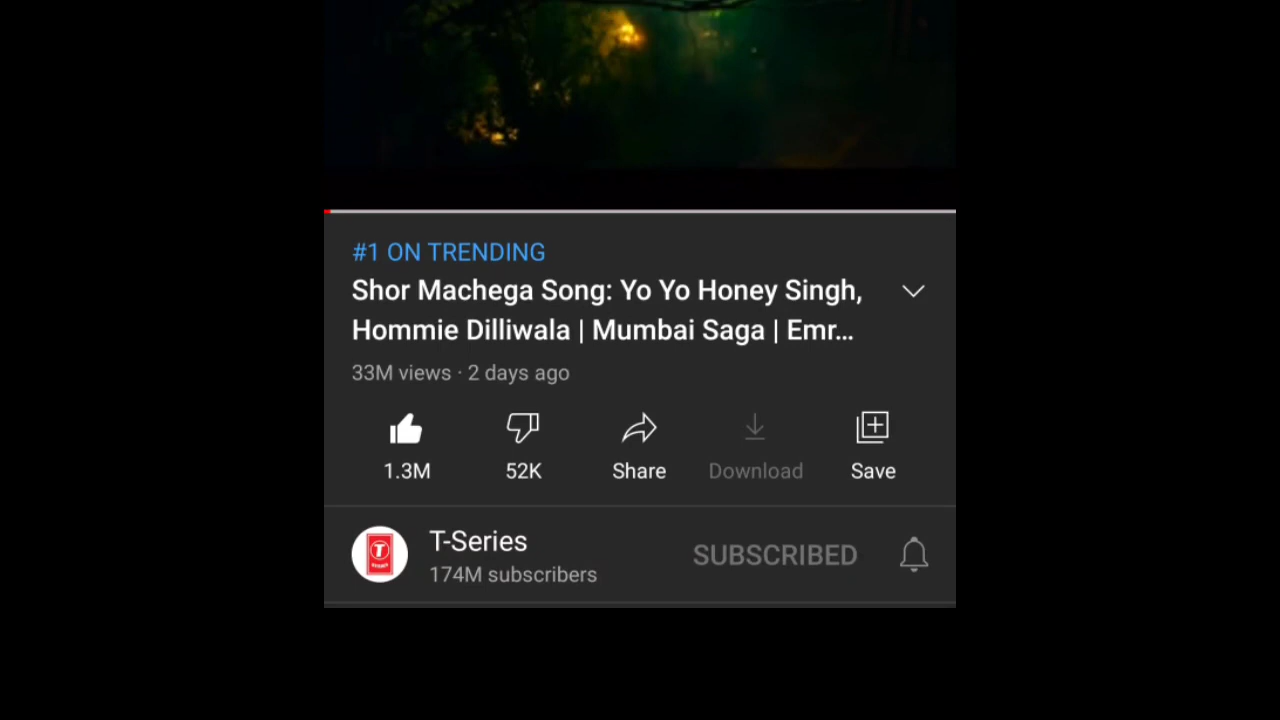 #1 ON TRENDING
Shor Machega Song: Yo Yo Honey Singh,
Hommie Dilliwala | Mumbai Saga | Emr...
33M views · 2 days ago
1.3M 52K Share Download Save
T
T-Series
174M subscribers
SUBSCRIBED